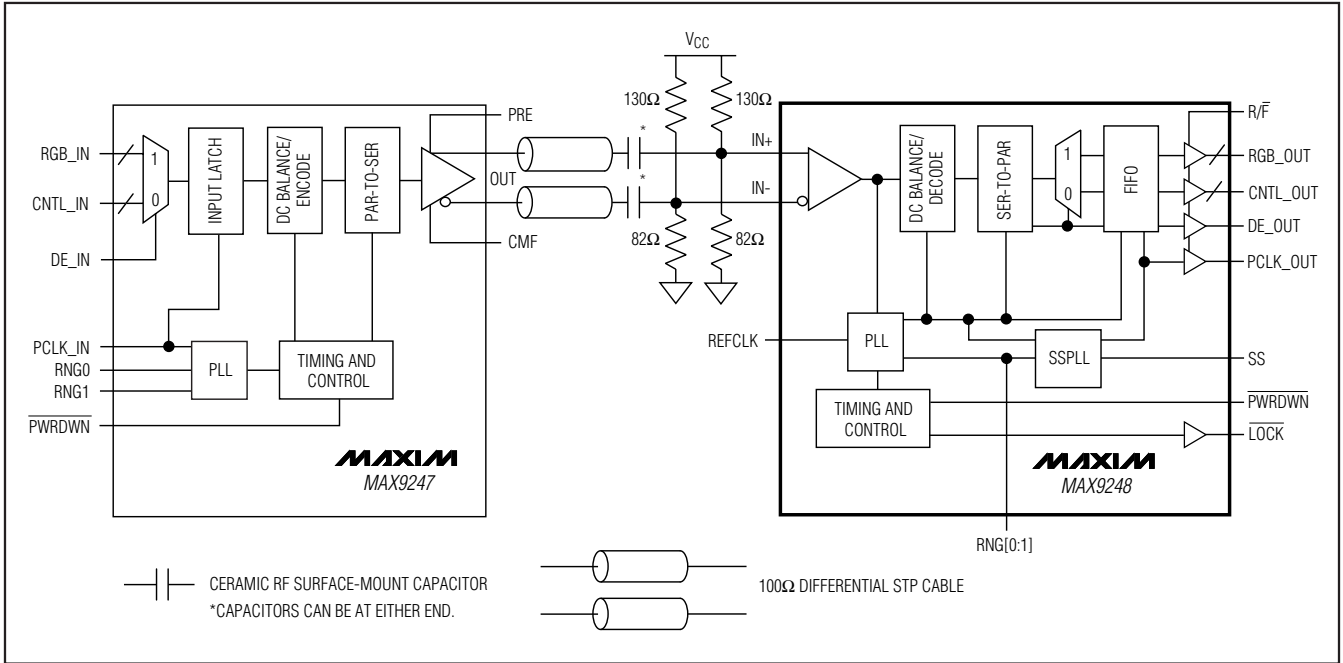 VCC
130Ω
130Ω
PRE
*
*
OUT
CMF
RGB_IN
CNTL_IN
DE_IN
PCLK_IN
RNG0
RNG1
PWRDWN
1
0
INPUT LATCH
DC BALANCE/
ENCODE
PAR-TO-SER
PLL
TIMING AND
CONTROL
MAXIM
MAX9247
82Ω
82Ω
IN+
IN-
REFCLK
DC BALANCE/
DECODE
SER-TO-PAR
1
0
FIFO
PLL
SSPLL
TIMING AND
CONTROL
MAXIM
MAX9248
R/F
RGB_OUT
CNTL_OUT
DE_OUT
PCLK_OUT
SS
PWRDWN
LOCK
RNG[0:1]
CERAMIC RF SURFACE-MOUNT CAPACITOR
*CAPACITORS CAN BE AT EITHER END.
100Ω DIFFERENTIAL STP CABLE